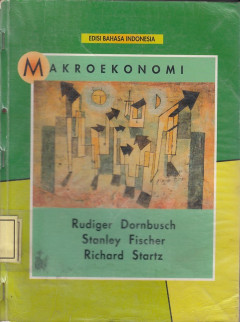 EDISI BAHASA INDONESIA
MAKROEKONOMI
Rudiger Dornbusch
Stanley Fischer
Richard Startz